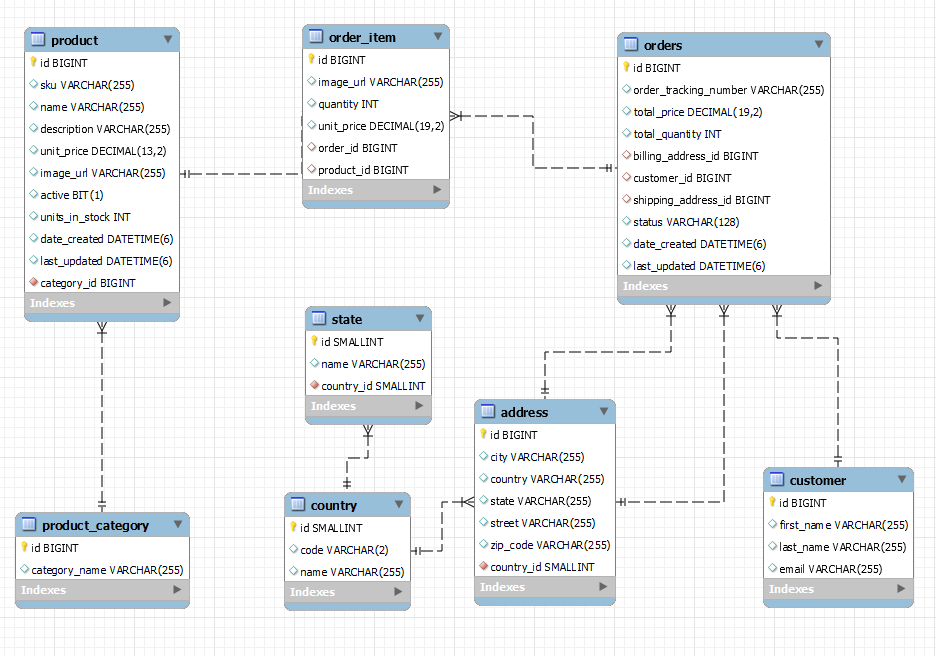 product
id BIGINT
sku VARCHAR(255)
name VARCHAR(255)
description VARCHAR(255)
unit_price DECIMAL(13,2)
image_url VARCHAR(255)
active BIT(1)
units_in_stock INT
date_created DATETIME(6)
last_updated DATETIME(6)
category_id BIGINT
Indexes
order_item
id BIGINT
image_url VARCHAR(255)
quantity INT
unit_price DECIMAL(19,2)
order_id BIGINT
product_id BIGINT
Indexes
orders
id BIGINT
order_tracking_number VARCHAR(255)
total_price DECIMAL(19,2)
total_quantity INT
billing_address_id BIGINT
customer_id BIGINT
shipping_address_id BIGINT
status VARCHAR(128)
date_created DATETIME(6)
last_updated DATETIME(6)
Indexes
state
id SMALLINT
name VARCHAR(255)
country_id SMALLINT
Indexes
address
id BIGINT
city VARCHAR(255)
country VARCHAR(255)
state VARCHAR(255)
street VARCHAR(255)
zip_code VARCHAR(255)
country_id SMALLINT
Indexes
customer
id BIGINT
first_name VARCHAR(255)
last_name VARCHAR(255)
email VARCHAR(255)
Indexes
country
id SMALLINT
code VARCHAR(2)
name VARCHAR(255)
Indexes
product_category
id BIGINT
category_name VARCHAR(255)
Indexes